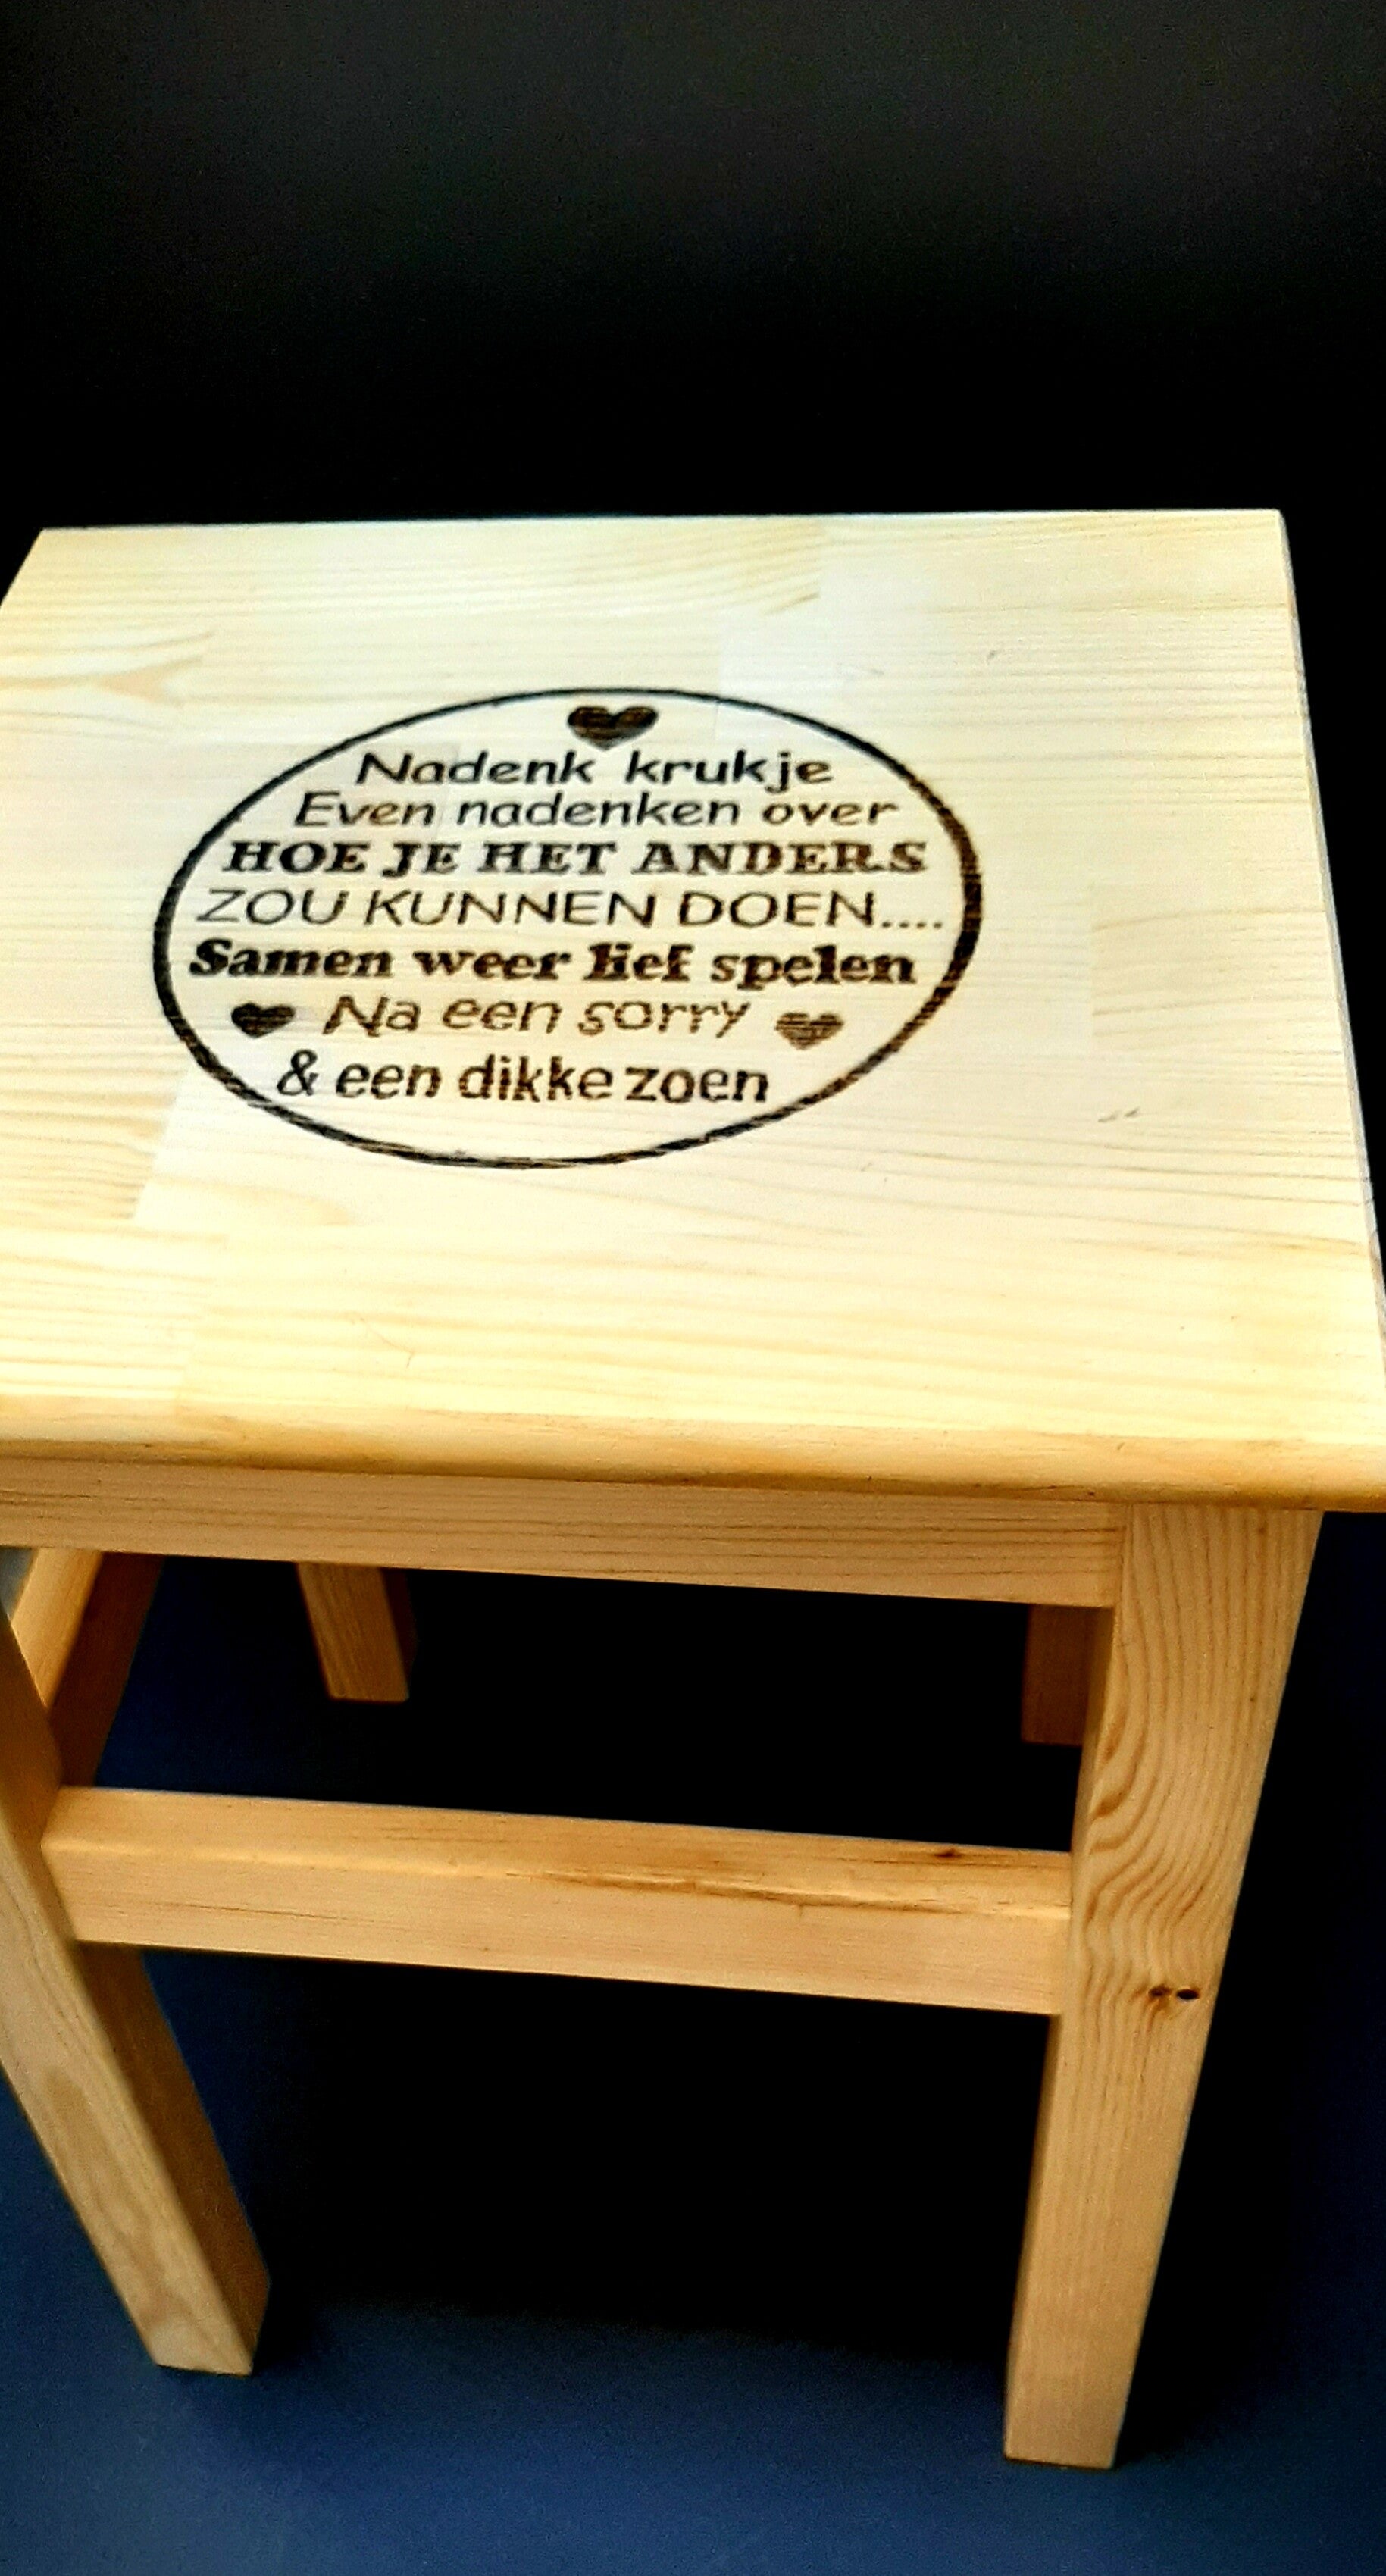 Nadenk krukje
Even nadenken over
HOE JE HET ANDERS
ZOU KUNNEN DOEN....
Samen weer lief spelen
Na een sorry
& een dikke zoen